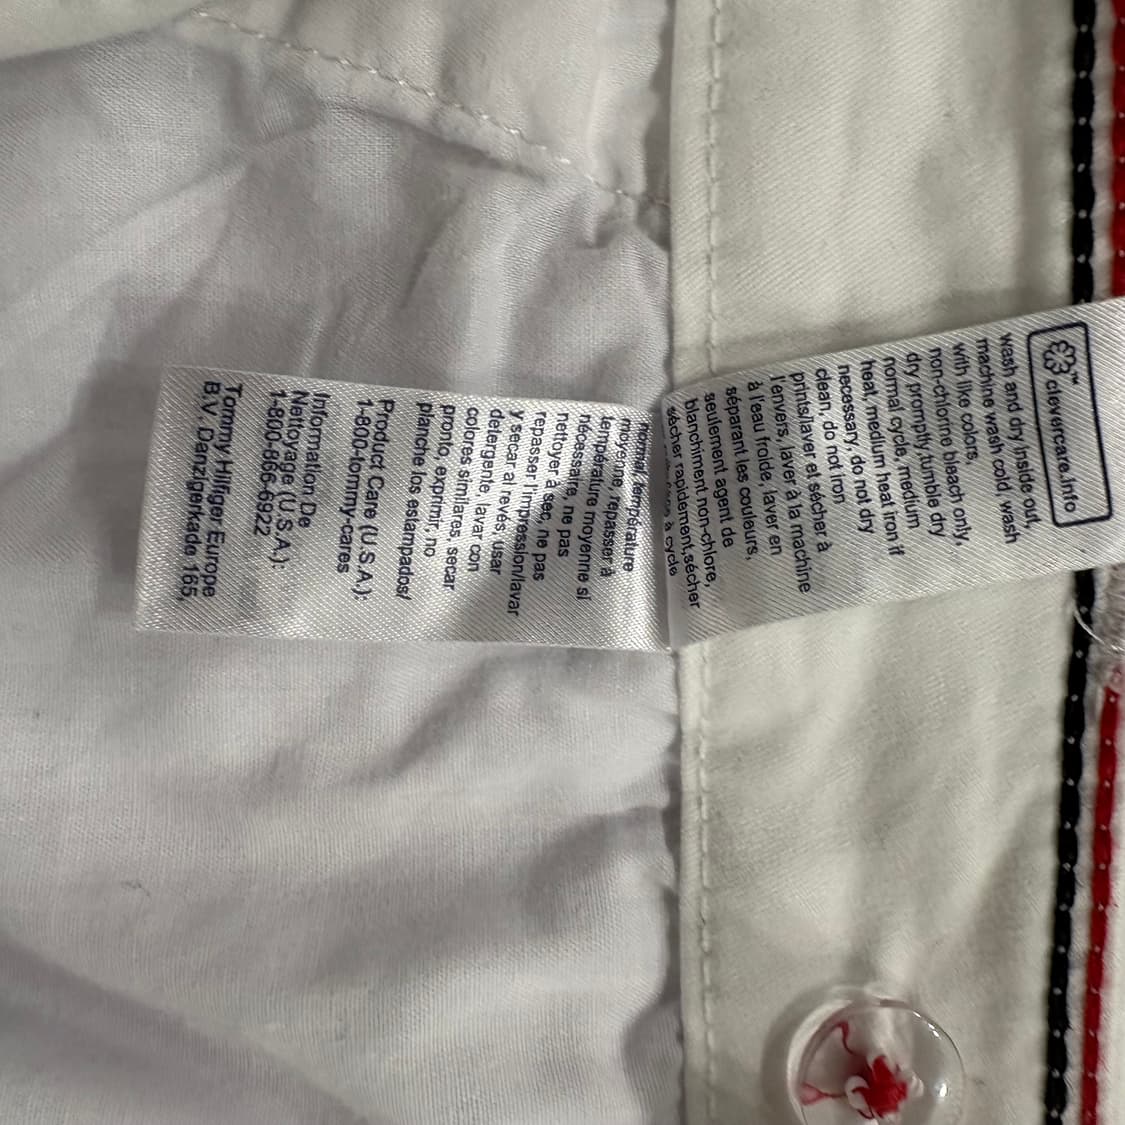 clevercare.info
wash and dry inside out,
machine wash cold, wash
with like colors,
non-chlorine bleach only,
dry promptly,tumble dry
normal cycle, medium
heat, medium heat iron if
necessary, do not dry
clean, do not iron
prints/laver et sécher à
l'envers, laver à la machine
à l'eau froide, laver en
séparant les couleurs,
seulement agent de
blanchiment non-chlore,
sécher rapidement,sécher
à cycle
normal, température
moyenne, repasser à
température moyenne si
nécessaire, ne pas
nettoyer à sec, ne pas
repasser l'impression/lavar
y secar al revés, usar
detergente, lavar con
colores similares, secar
pronto, exprimir, no
planche los estampados/
Product Care (U.S.A.):
1-800-tommy-cares
Information De
Nettoyage (U.S.A.):
1-800-866-6922
Tommy Hilfiger Europe
B.V, Danzigerkade 165,